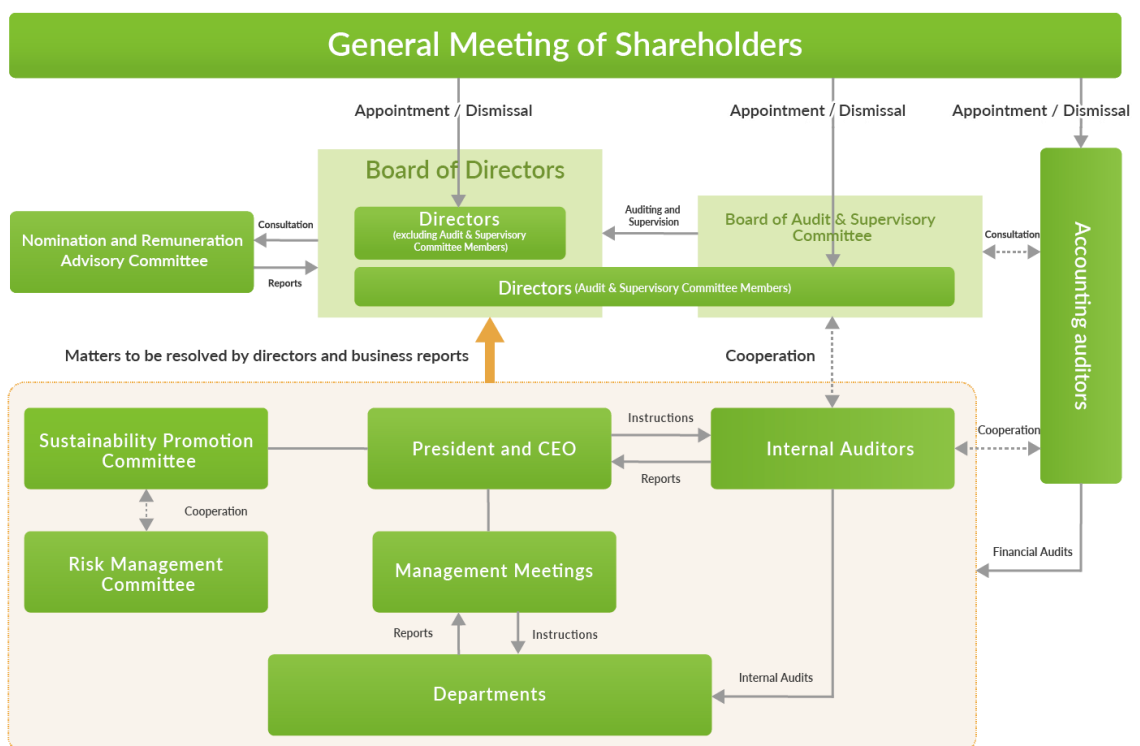 General Meeting of Shareholders
Appointment / Dismissal
Appointment / Dismissal
Appointment / Dismissal
Board of Directors
Directors
(excluding Audit & Supervisory
Committee Members)
Auditing and
Supervision
Board of Audit & Supervisory
Committee
Consultation
Nomination and Remuneration
Advisory Committee
Consultation
Reports
Directors (Audit & Supervisory Committee Members)
Accounting auditors
Matters to be resolved by directors and business reports
Cooperation
Sustainability Promotion
Committee
President and CEO
Instructions
Reports
Internal Auditors
Cooperation
Cooperation
Risk Management
Committee
Management Meetings
Financial Audits
Reports
Instructions
Departments
Internal Audits